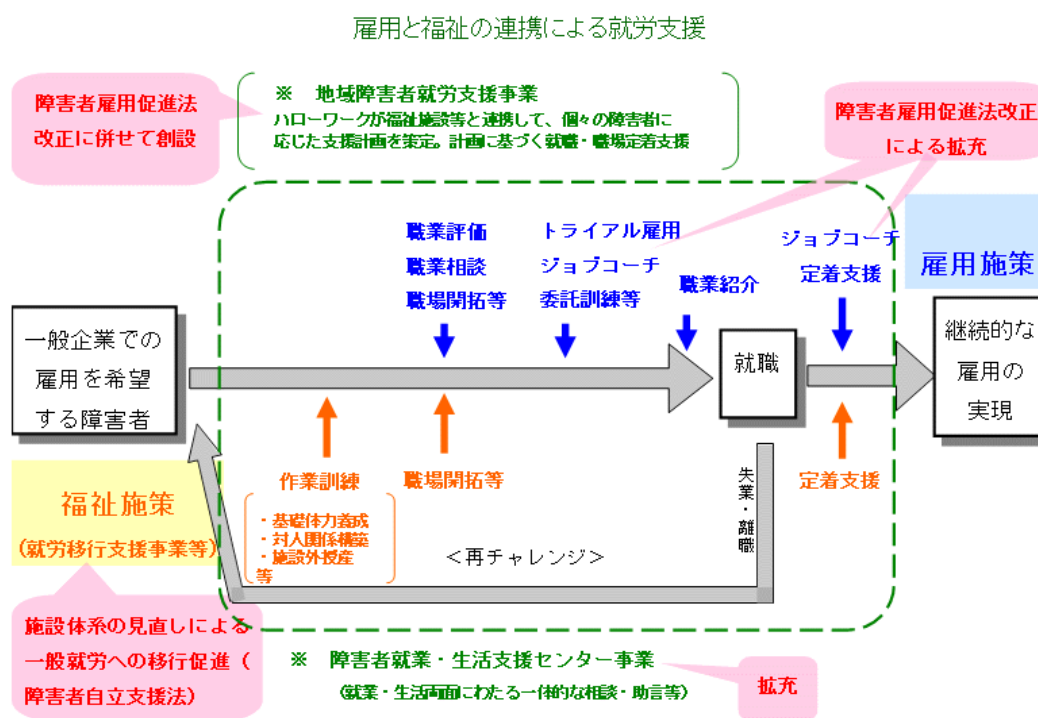 雇用と福祉の連携による就労支援
障害者雇用促進法
改正に併せて創設
※ 地域障害者就労支援事業
ハローワークが福祉施設等と連携して、個々の障害者に
応じた支援計画を策定。計画に基づく就職・職場定着支援
障害者雇用促進法改正
による拡充
職業評価
職業相談
職場開拓等
トライアル雇用
ジョブコーチ
委託訓練等
職業紹介
ジョブコーチ
定着支援
雇用施策
一般企業での
雇用を希望
する障害者
就職
継続的な
雇用の
実現
福祉施策
(就労移行支援事業等)
作業訓練
・基礎体力養成
・対人関係構築
・施設外授産
等
職場開拓等
定着支援
失業・離職
＜再チャレンジ＞
施設体系の見直しによる
一般就労への移行促進（
障害者自立支援法）
※ 障害者就業・生活支援センター事業
（就業・生活両面にわたる一体的な相談・助言等）
拡充